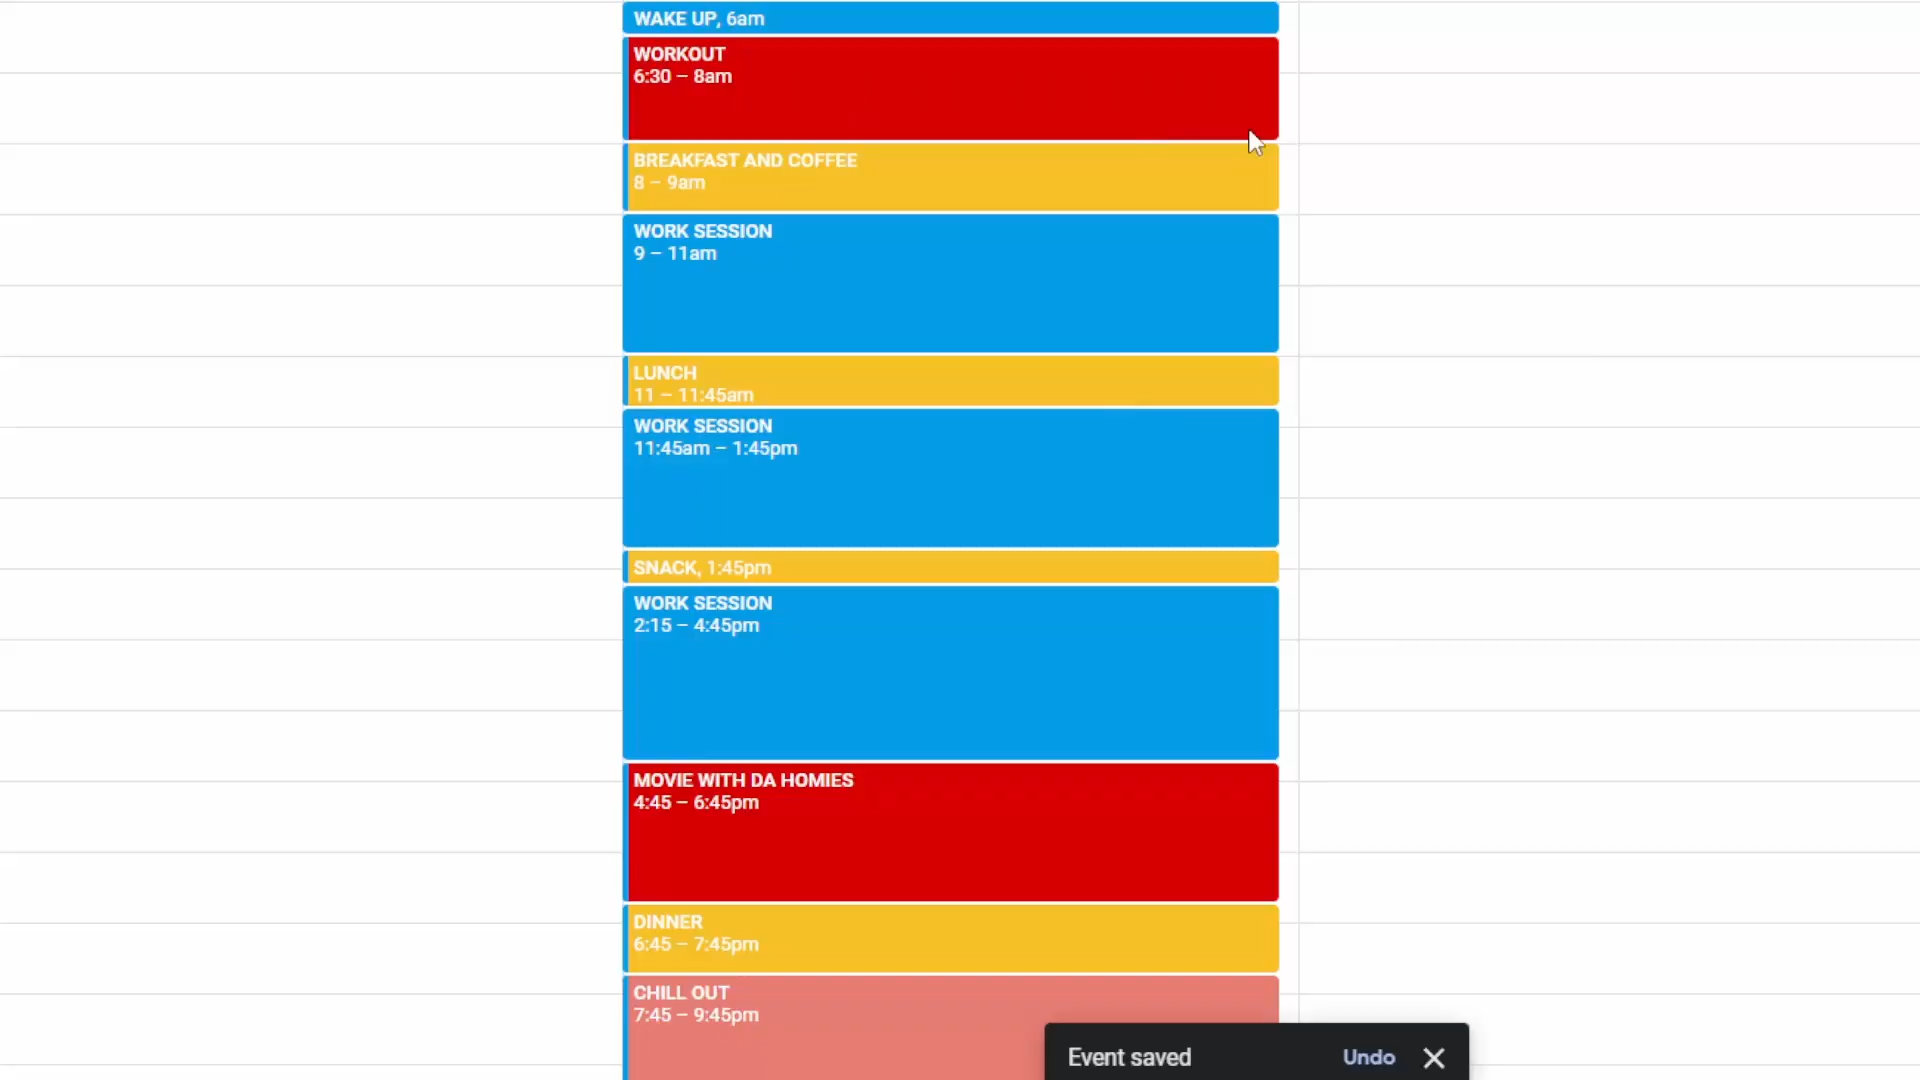 WAKE UP, 6am
WORKOUT
6:30 – 8am
BREAKFAST AND COFFEE
8 – 9am
WORK SESSION
9 – 11am
LUNCH
11 – 11:45am
WORK SESSION
11:45am – 1:45pm
SNACK, 1:45pm
WORK SESSION
2:15 – 4:45pm
MOVIE WITH DA HOMIES
4:45 – 6:45pm
DINNER
6:45 – 7:45pm
CHILL OUT
7:45 – 9:45pm
Event saved Undo